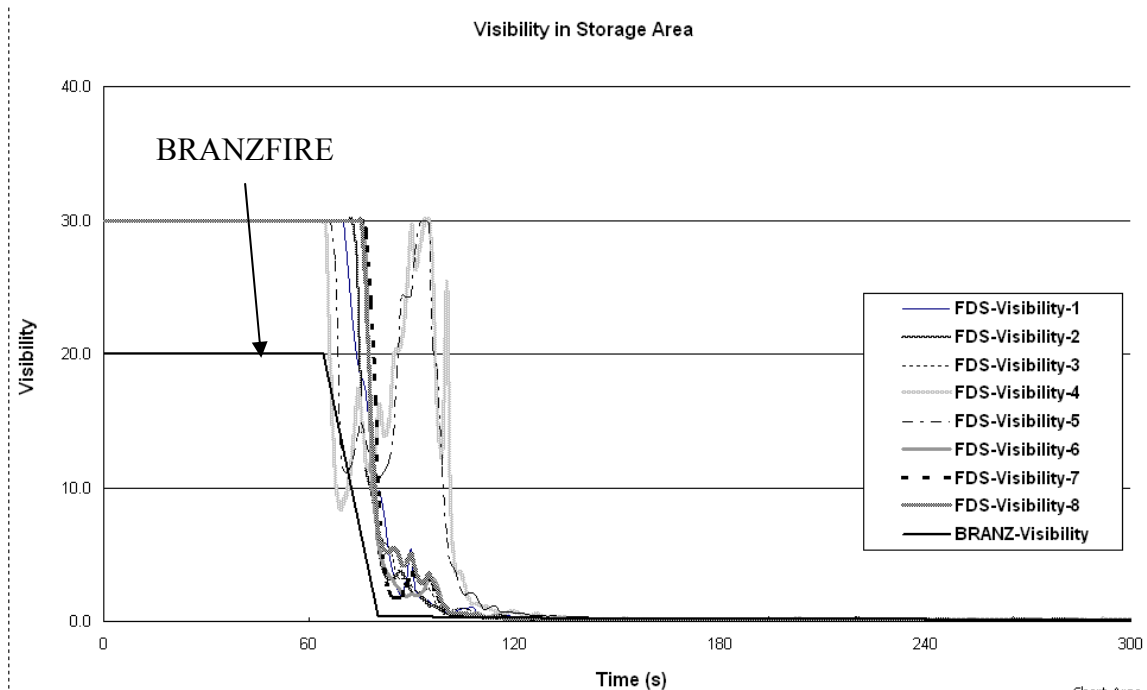 Visibility in Storage Area
40.0
BRANZFIRE
30.0
20.0
10.0
0.0
Visibility
FDS-Visibility-1
FDS-Visibility-2
FDS-Visibility-3
FDS-Visibility-4
FDS-Visibility-5
FDS-Visibility-6
FDS-Visibility-7
FDS-Visibility-8
BRANZ-Visibility
0 60 120 180 240 300
Time (s)